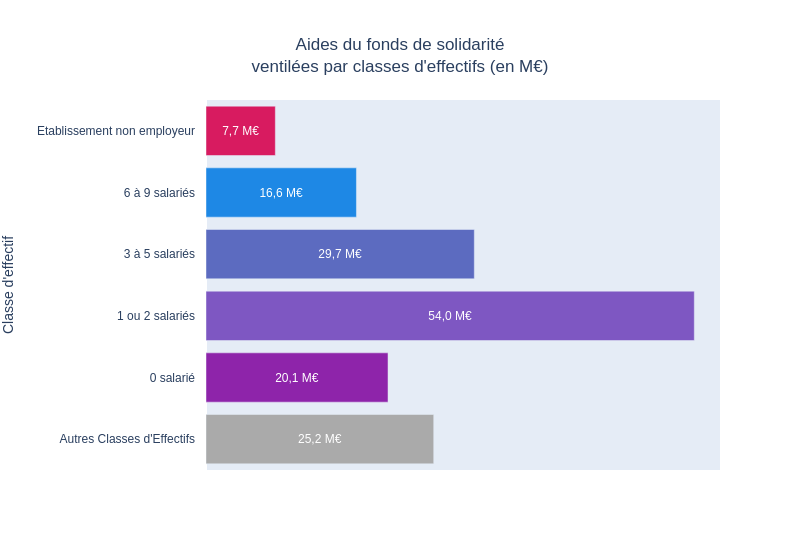 Aides du fonds de solidarité
ventilées par classes d'effectifs (en M€)
Classe d'effectif
Etablissement non employeur
7,7 M€
6 à 9 salariés
16,6 M€
3 à 5 salariés
29,7 M€
1 ou 2 salariés
54,0 M€
0 salarié
20,1 M€
Autres Classes d'Effectifs
25,2 M€